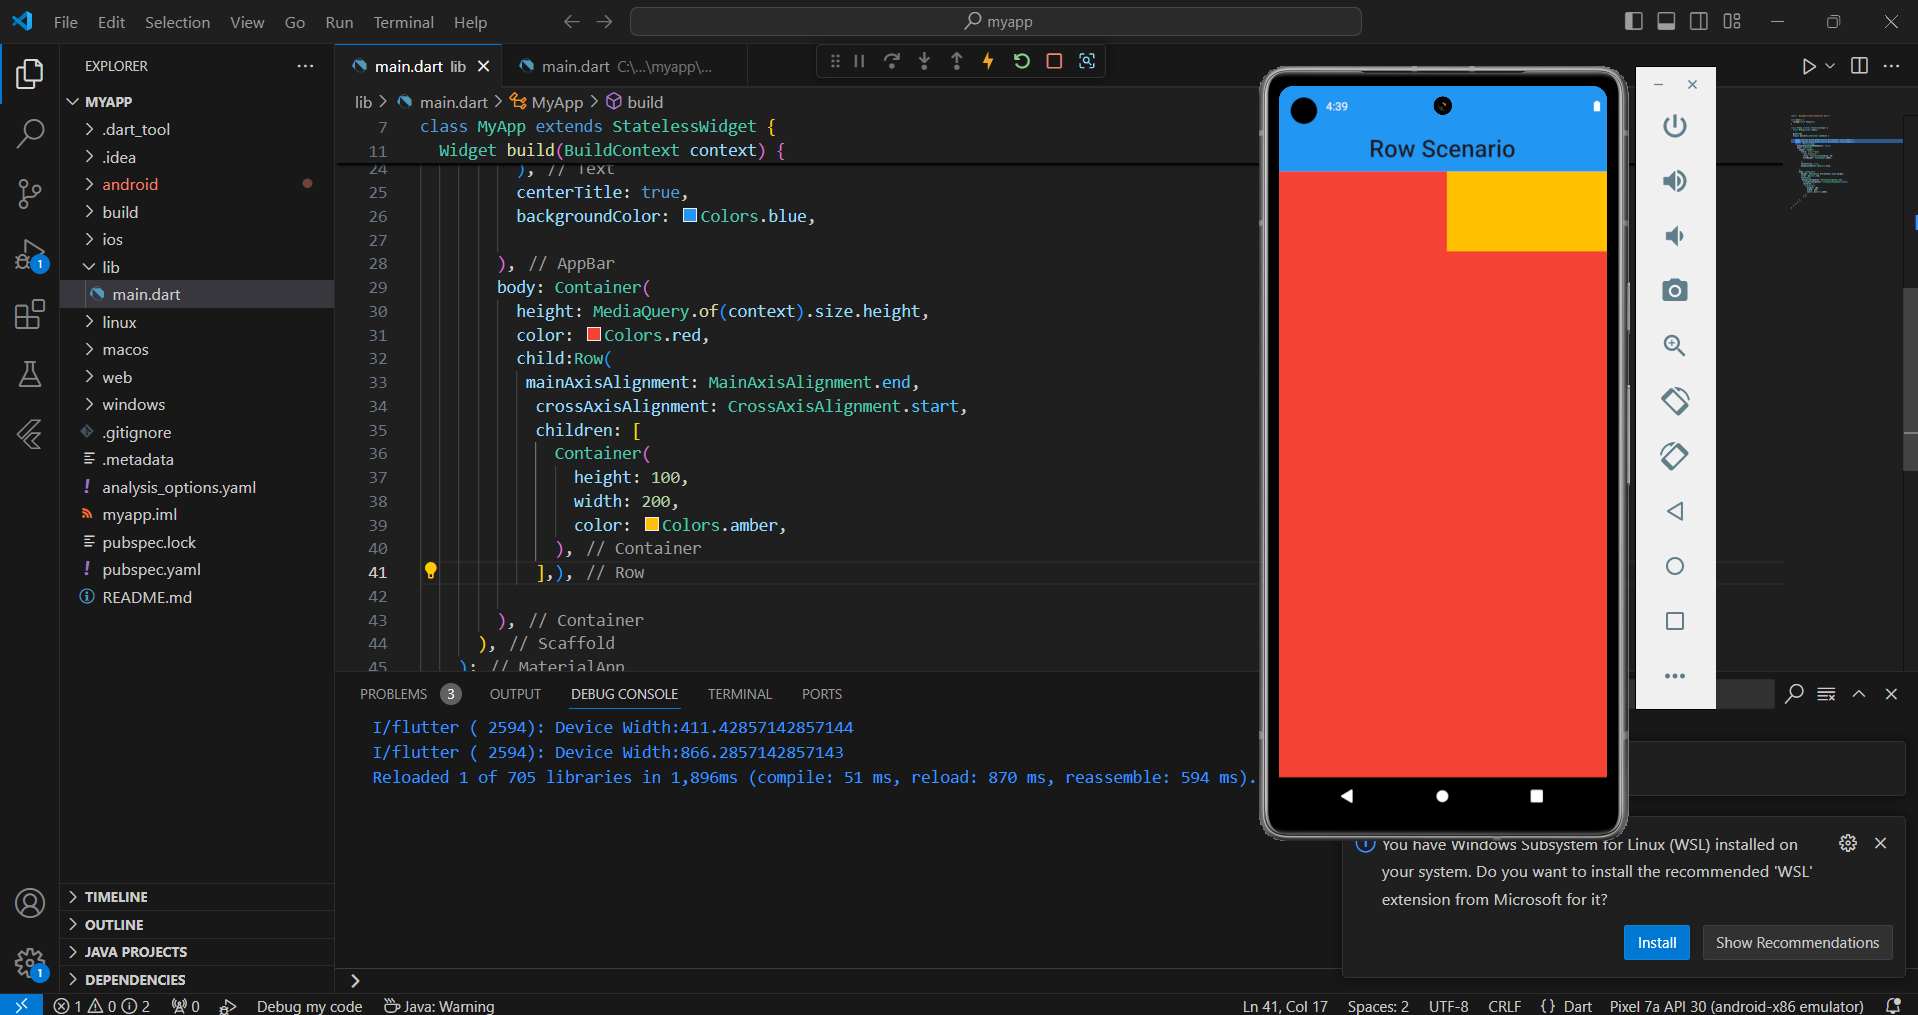 File Edit Selection View Go Run Terminal Help
myapp
EXPLORER
MYAPP
.dart_tool
.idea
android
build
ios
lib
main.dart
linux
macos
web
windows
.gitignore
.metadata
analysis_options.yaml
myapp.iml
pubspec.lock
pubspec.yaml
README.md
TIMELINE
OUTLINE
JAVA PROJECTS
DEPENDENCIES
main.dart lib
main.dart C:\...\myapp\...
lib > main.dart > MyApp > build
7 class MyApp extends StatelessWidget {
11 Widget build(BuildContext context) {
24 ), // Text
25 centerTitle: true,
26 backgroundColor: Colors.blue,
27
28 ), // AppBar
29 body: Container(
30 height: MediaQuery.of(context).size.height,
31 color: Colors.red,
32 child:Row(
33 mainAxisAlignment: MainAxisAlignment.end,
34 crossAxisAlignment: CrossAxisAlignment.start,
35 children: [
36 Container(
37 height: 100,
38 width: 200,
39 color: Colors.amber,
40 ), // Container
41 ],), // Row
42
43 ), // Container
44 ), // Scaffold
45 ); // MaterialApp
PROBLEMS 3 OUTPUT DEBUG CONSOLE TERMINAL PORTS
I/flutter ( 2594): Device Width:411.42857142857144
I/flutter ( 2594): Device Width:866.2857142857143
Reloaded 1 of 705 libraries in 1,896ms (compile: 51 ms, reload: 870 ms, reassemble: 594 ms).
4:39
Row Scenario
You have Windows Subsystem for Linux (WSL) installed on
your system. Do you want to install the recommended 'WSL'
extension from Microsoft for it?
Install
Show Recommendations
1
1
1 0 2 0 Debug my code Java: Warning
Ln 41, Col 17 Spaces: 2 UTF-8 CRLF {} Dart Pixel 7a API 30 (android-x86 emulator)